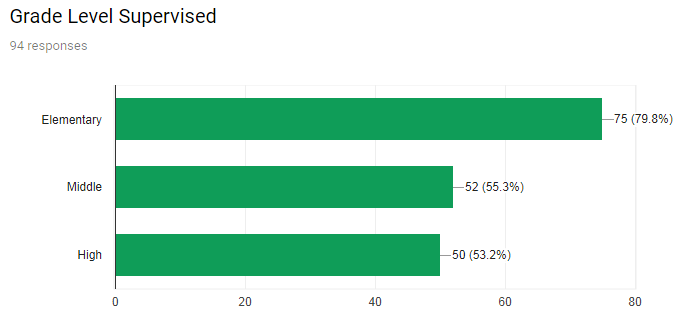 Grade Level Supervised
94 responses
Elementary
75 (79.8%)
Middle
52 (55.3%)
High
50 (53.2%)
0
20
40
60
80